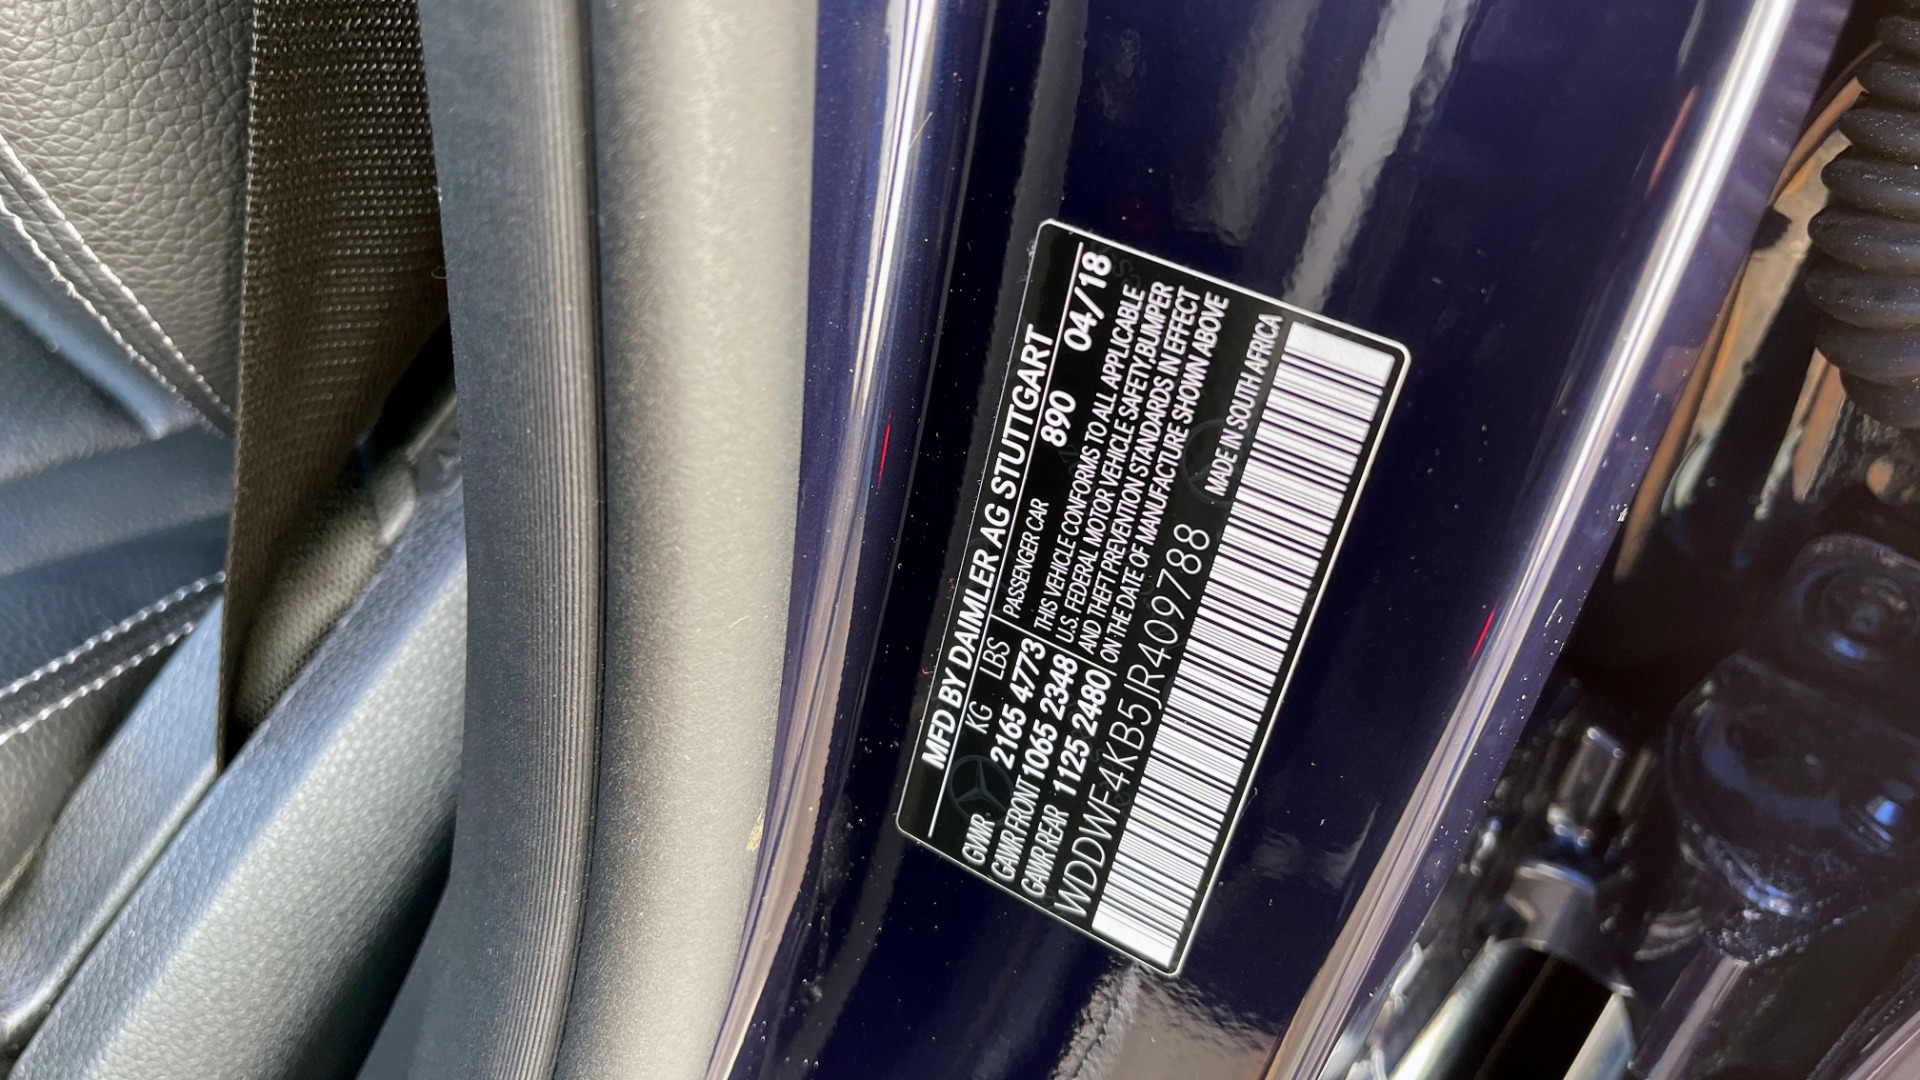 MFD BY DAIMLER AG STUTTGART
KG LBS PASSENGER CAR 890 04/18
GVWR 2165 4773
GAWR FRONT 1065 2348
GAWR REAR 1125 2480
THIS VEHICLE CONFORMS TO ALL APPLICABLE
U.S. FEDERAL MOTOR VEHICLE SAFETY, BUMPER
AND THEFT PREVENTION STANDARDS IN EFFECT
ON THE DATE OF MANUFACTURE SHOWN ABOVE
WDDWF4KB5JR409788 MADE IN SOUTH AFRICA